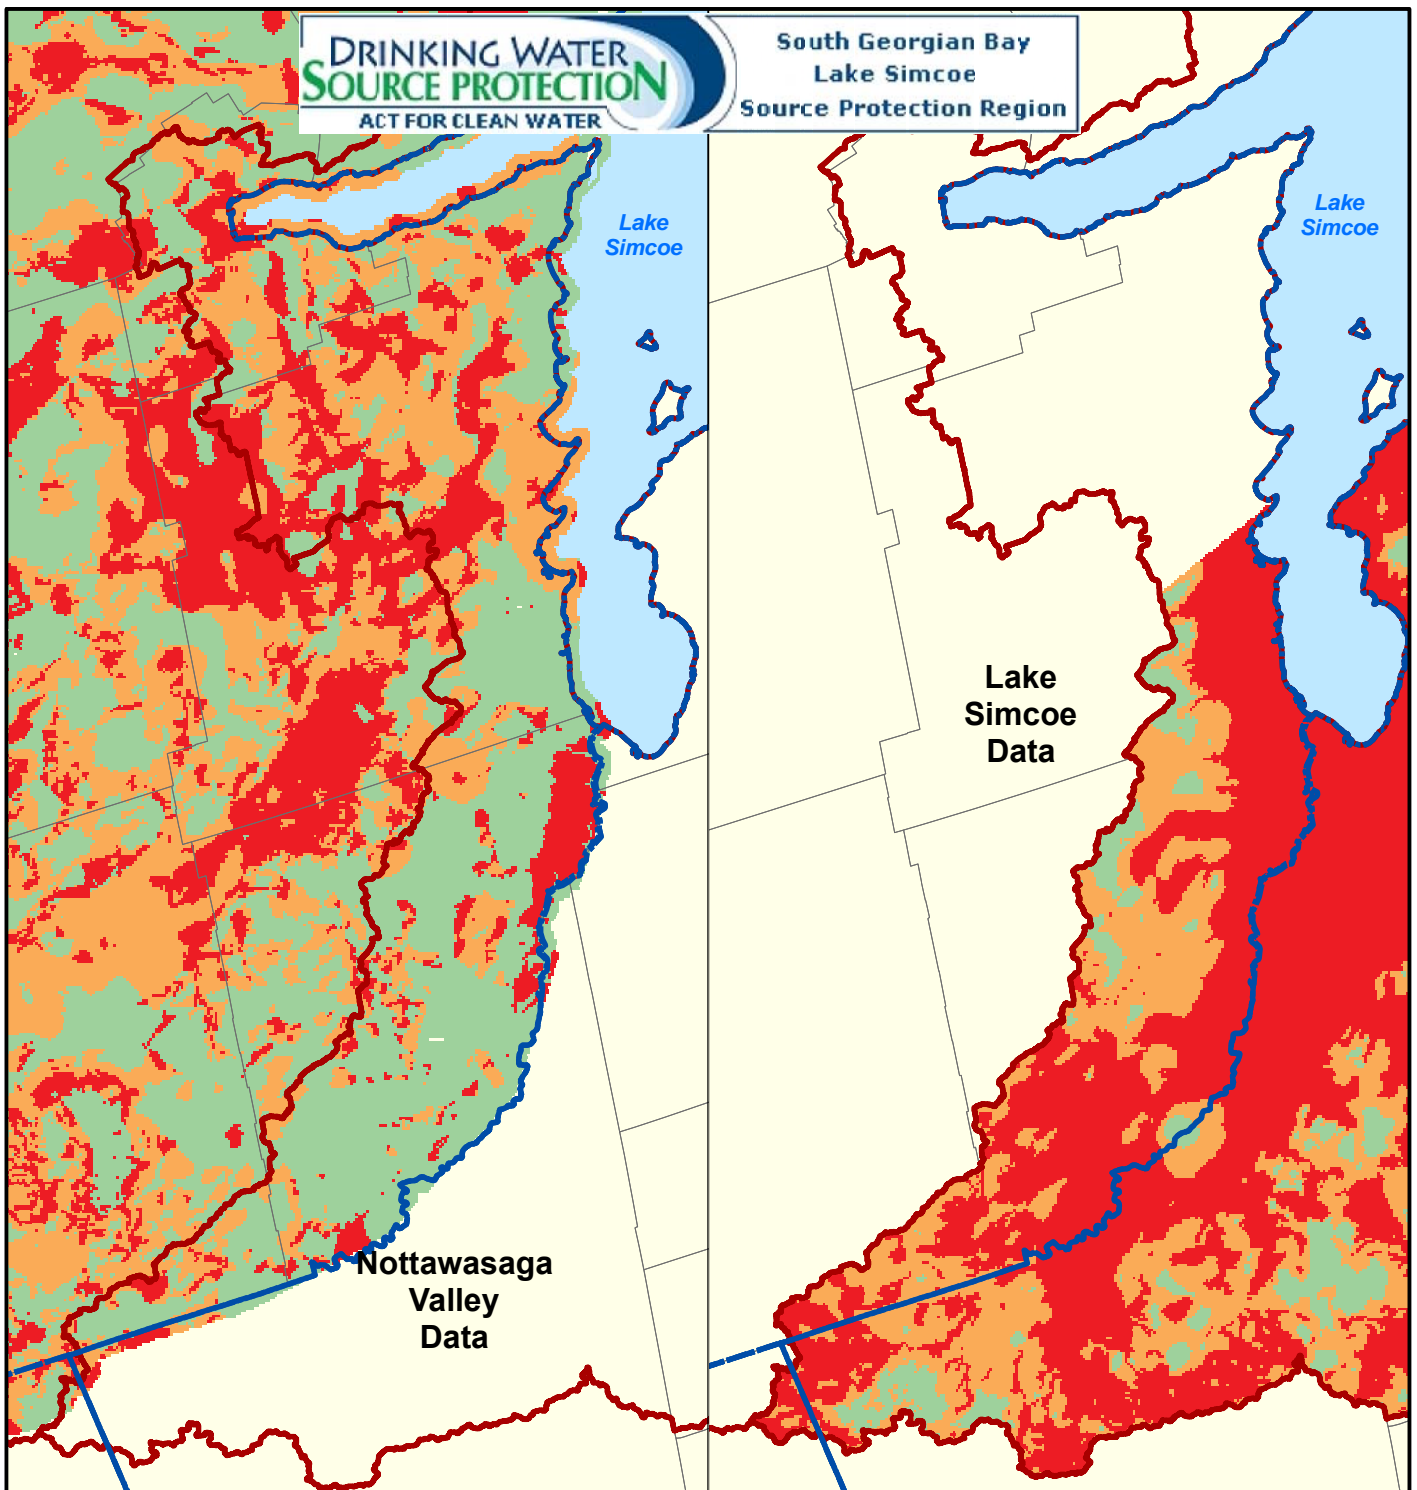 DRINKING WATER
SOURCE PROTECTION
ACT FOR CLEAN WATER
South Georgian Bay
Lake Simcoe
Source Protection Region
Lake
Simcoe
Lake
Simcoe
Lake
Simcoe
Data
Nottawasaga
Valley
Data